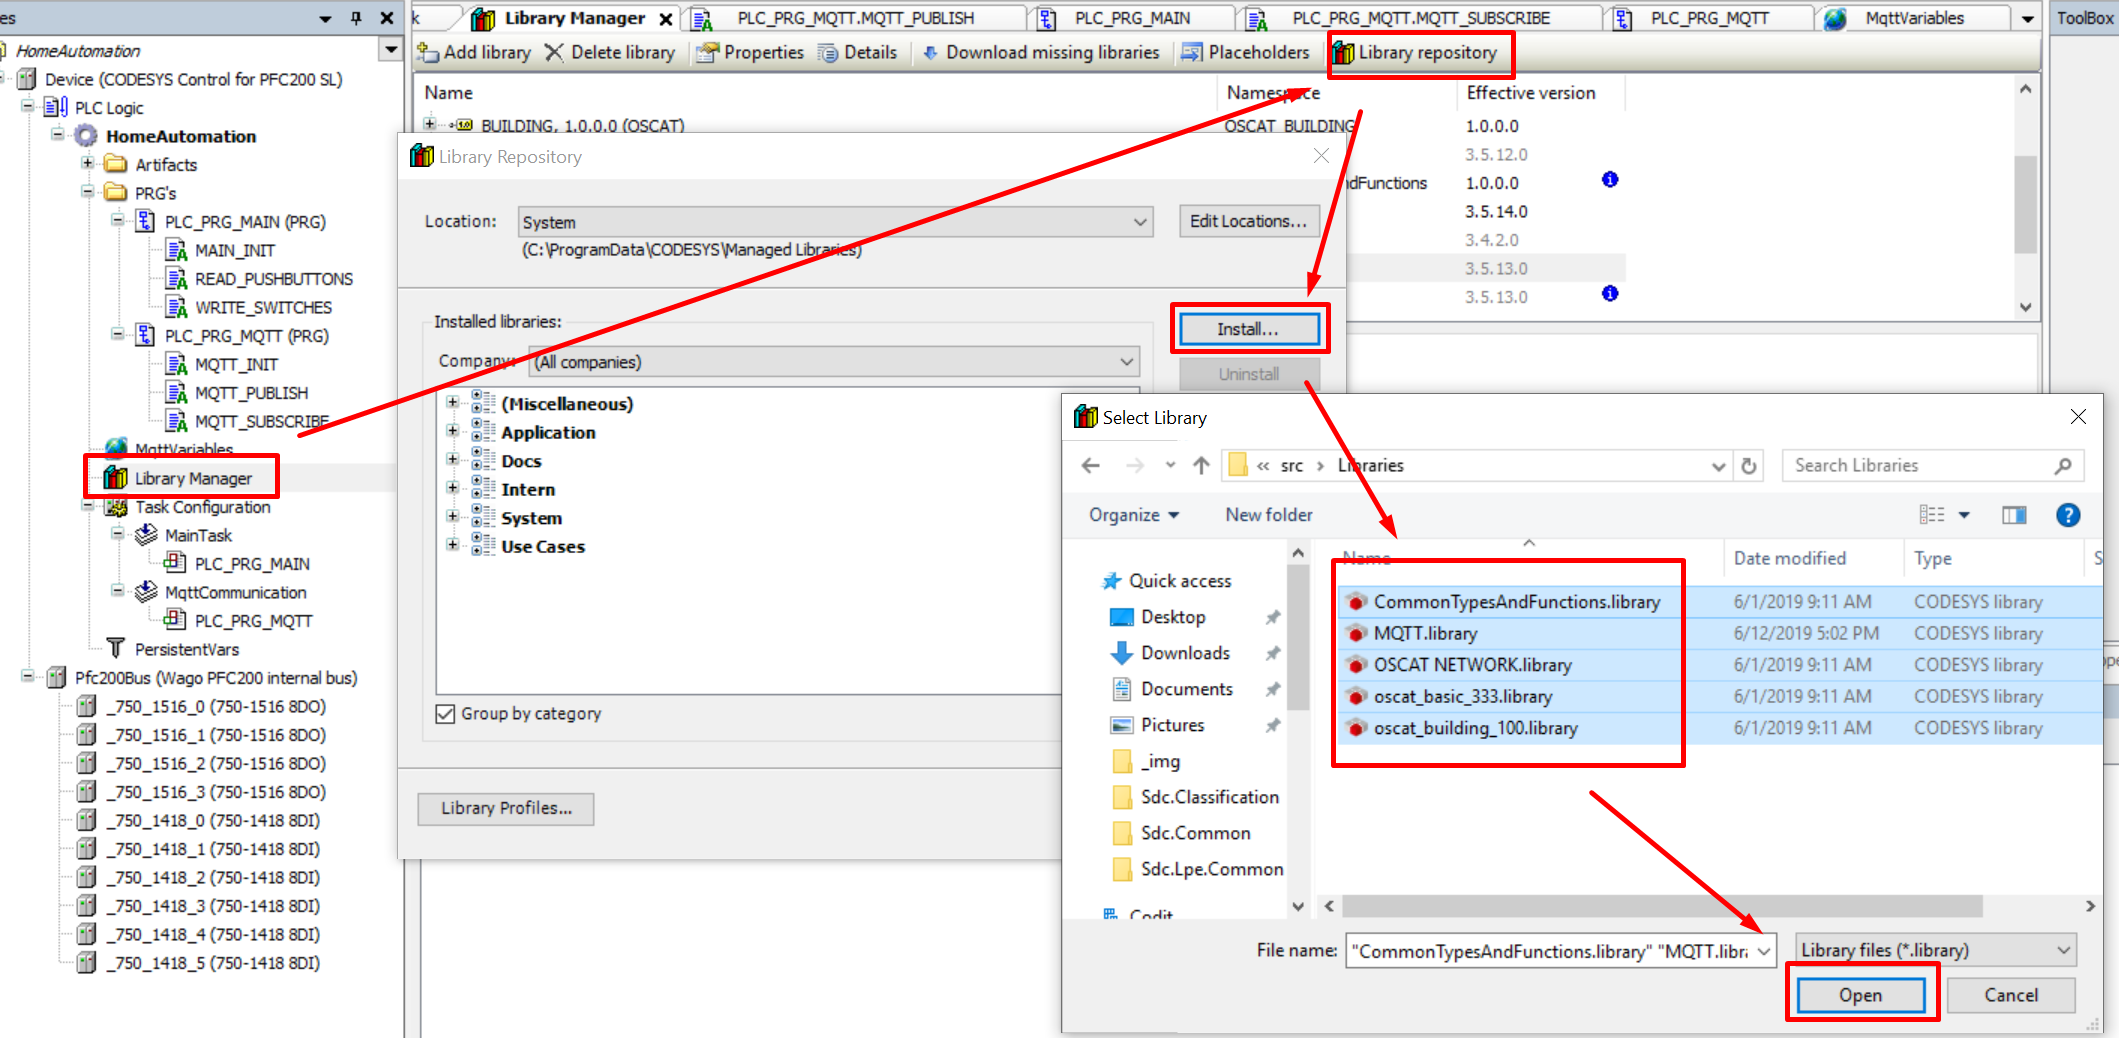 es
HomeAutomation
Device (CODESYS Control for PFC200 SL)
PLC Logic
HomeAutomation
Artifacts
PRG's
PLC_PRG_MAIN (PRG)
MAIN_INIT
READ_PUSHBUTTONS
WRITE_SWITCHES
PLC_PRG_MQTT (PRG)
MQTT_INIT
MQTT_PUBLISH
MQTT_SUBSCRIBE
MqttVariables
Library Manager
Task Configuration
MainTask
PLC_PRG_MAIN
MqttCommunication
PLC_PRG_MQTT
PersistentVars
Pfc200Bus (Wago PFC200 internal bus)
_750_1516_0 (750-1516 8DO)
_750_1516_1 (750-1516 8DO)
_750_1516_2 (750-1516 8DO)
_750_1516_3 (750-1516 8DO)
_750_1418_0 (750-1418 8DI)
_750_1418_1 (750-1418 8DI)
_750_1418_2 (750-1418 8DI)
_750_1418_3 (750-1418 8DI)
_750_1418_4 (750-1418 8DI)
_750_1418_5 (750-1418 8DI)
k Library Manager PLC_PRG_MQTT.MQTT_PUBLISH PLC_PRG_MAIN PLC_PRG_MQTT.MQTT_SUBSCRIBE PLC_PRG_MQTT MqttVariables ToolBox
Add library Delete library Properties Details Download missing libraries Placeholders Library repository
Name Namespace Effective version
BUILDING, 1.0.0.0 (OSCAT) OSCAT_BUILDING 1.0.0.0
3.5.12.0
ndFunctions 1.0.0.0
3.5.14.0
3.4.2.0
3.5.13.0
3.5.13.0
Library Repository
Location: System Edit Locations...
(C:\ProgramData\CODESYS\Managed Libraries)
Installed libraries:
Install...
Company: (All companies)
Uninstall
(Miscellaneous)
Application
Docs
Intern
System
Use Cases
Group by category
Library Profiles...
Select Library
« src › Libraries Search Libraries
Organize New folder
Name Date modified Type S
Quick access
Desktop
Downloads
Documents
Pictures
_img
Sdc.Classification
Sdc.Common
Sdc.Lpe.Common
Codit
CommonTypesAndFunctions.library 6/1/2019 9:11 AM CODESYS library
MQTT.library 6/12/2019 5:02 PM CODESYS library
OSCAT NETWORK.library 6/1/2019 9:11 AM CODESYS library
oscat_basic_333.library 6/1/2019 9:11 AM CODESYS library
oscat_building_100.library 6/1/2019 9:11 AM CODESYS library
File name: "CommonTypesAndFunctions.library" "MQTT.libra Library files (*.library)
Open Cancel